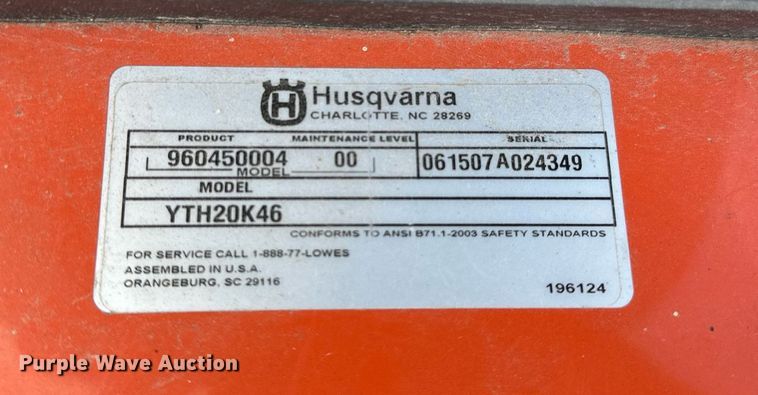 Husqvarna
CHARLOTTE, NC 28269
PRODUCT MAINTENANCE LEVEL SERIAL
960450004 00 061507A024349
MODEL
MODEL
YTH20K46
CONFORMS TO ANSI B71.1-2003 SAFETY STANDARDS
FOR SERVICE CALL 1-888-77-LOWES
ASSEMBLED IN U.S.A.
ORANGEBURG, SC 29116
196124
Purple Wave Auction